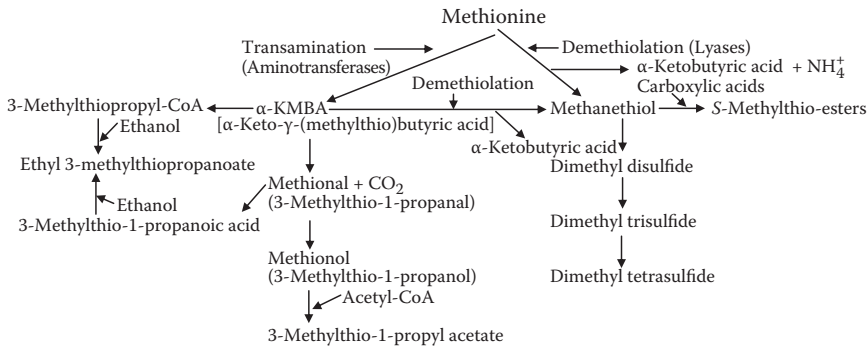 Methionine
Transamination
(Aminotransferases)
Demethiolation (Lyases)
α-Ketobutyric acid + NH₄⁺
Carboxylic acids
Demethiolation
3-Methylthiopropyl-CoA
α-KMBA
Methanethiol
S-Methylthio-esters
[α-Keto-γ-(methylthio)butyric acid]
Ethanol
α-Ketobutyric acid
Ethyl 3-methylthiopropanoate
Dimethyl disulfide
Methional + CO₂
(3-Methylthio-1-propanal)
Ethanol
3-Methylthio-1-propanoic acid
Dimethyl trisulfide
Methionol
(3-Methylthio-1-propanol)
Dimethyl tetrasulfide
Acetyl-CoA
3-Methylthio-1-propyl acetate